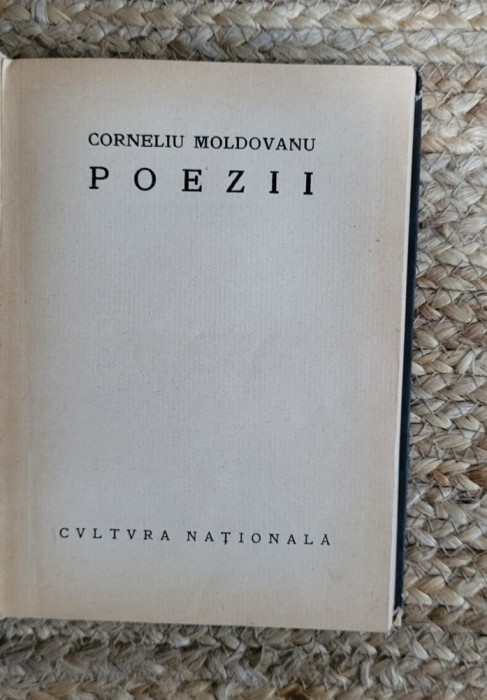 CORNELIU MOLDOVANU
POEZII
CVLTVRA NAȚIONALĂ